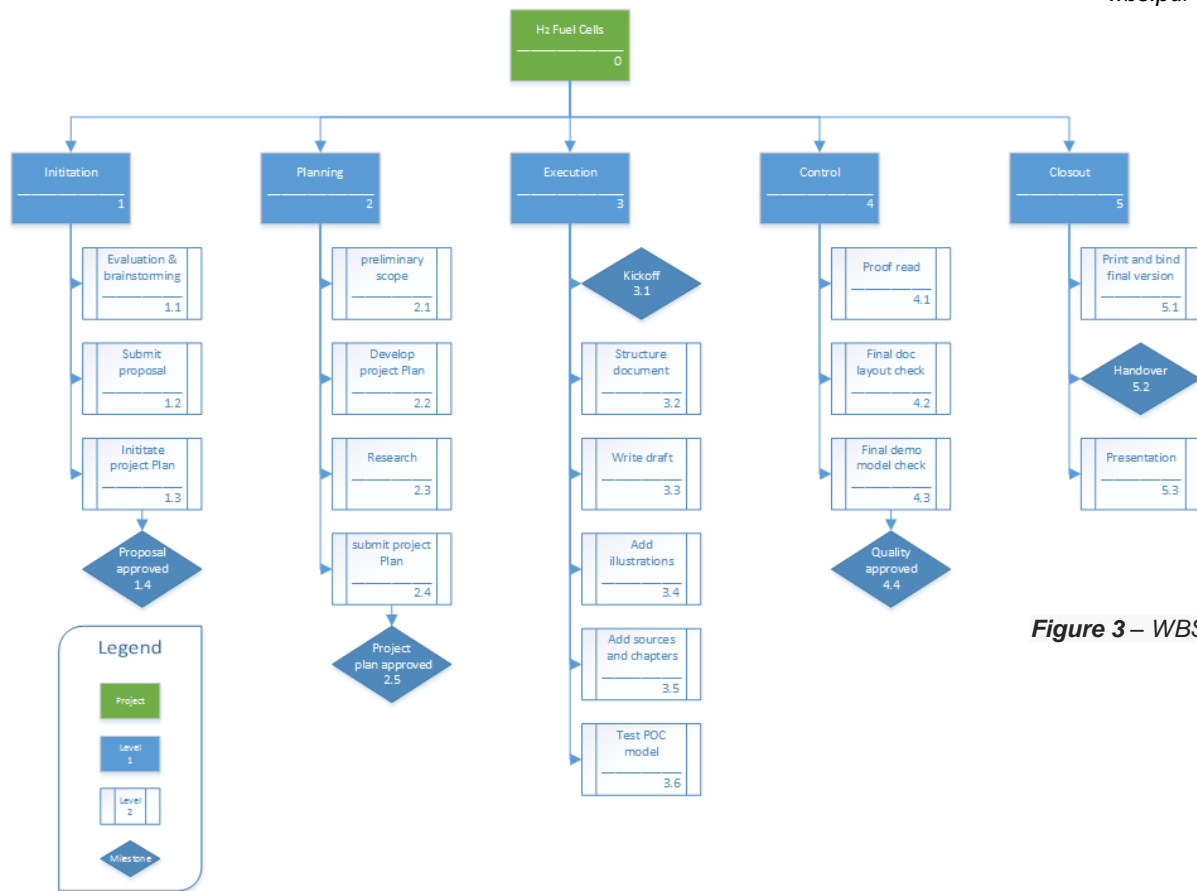 H₂ Fuel Cells
0
Inititation
1
Planning
2
Execution
3
Control
4
Closout
5
Evaluation &
brainstorming
1.1
Submit
proposal
1.2
Inititate
project Plan
1.3
Proposal
approved
1.4
preliminary
scope
2.1
Develop
project Plan
2.2
Research
2.3
submit project
Plan
2.4
Project
plan approved
2.5
Kickoff
3.1
Structure
document
3.2
Write draft
3.3
Add
illustrations
3.4
Add sources
and chapters
3.5
Test POC
model
3.6
Proof read
4.1
Final doc
layout check
4.2
Final demo
model check
4.3
Quality
approved
4.4
Print and bind
final version
5.1
Handover
5.2
Presentation
5.3
Figure 3 – WBS
Legend
Project
Level
1
Level
2
Milestone